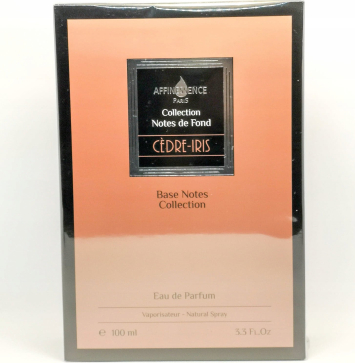 AFFINESSENCE
PARIS
Collection
Notes de Fond
CÈDRE-IRIS
Base Notes
Collection
Eau de Parfum
Vaporisateur - Natural Spray
℮ 100 ml 3.3 Fl.Oz